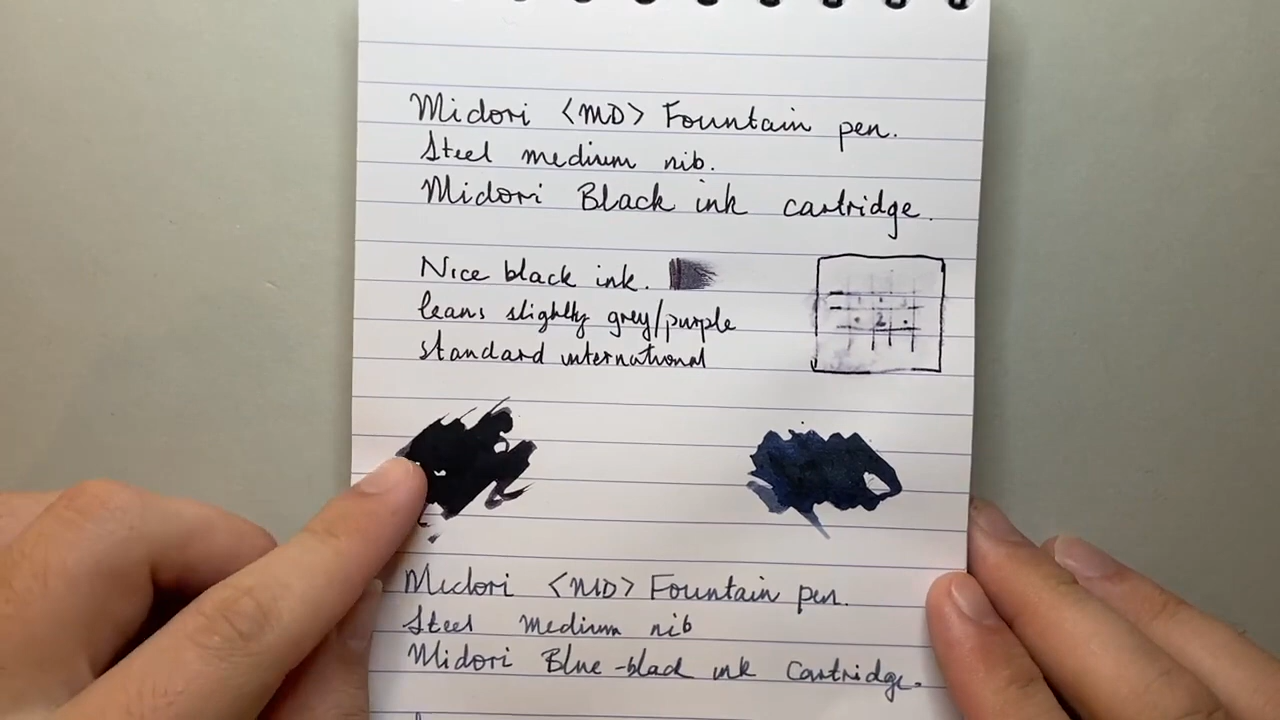 Midori <MD> Fountain pen.
Steel medium nib.
Midori Black ink cartridge.
Nice black ink.
leans slightly grey/purple
standard international
2
Midori <MD> Fountain pen.
Steel medium nib
Midori Blue-black ink Cartridge.